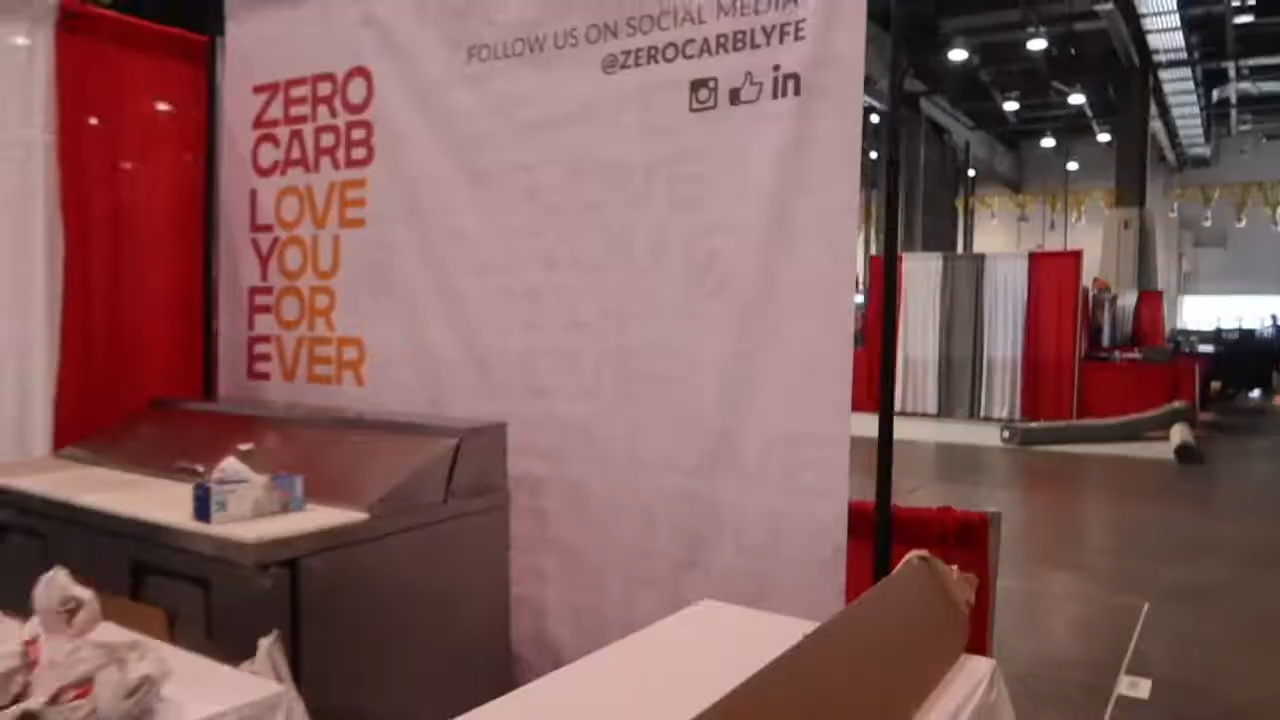 FOLLOW US ON SOCIAL MEDIA
@ZEROCARBLYFE
in
ZERO
CARB
LOVE
YOU
FOR
EVER